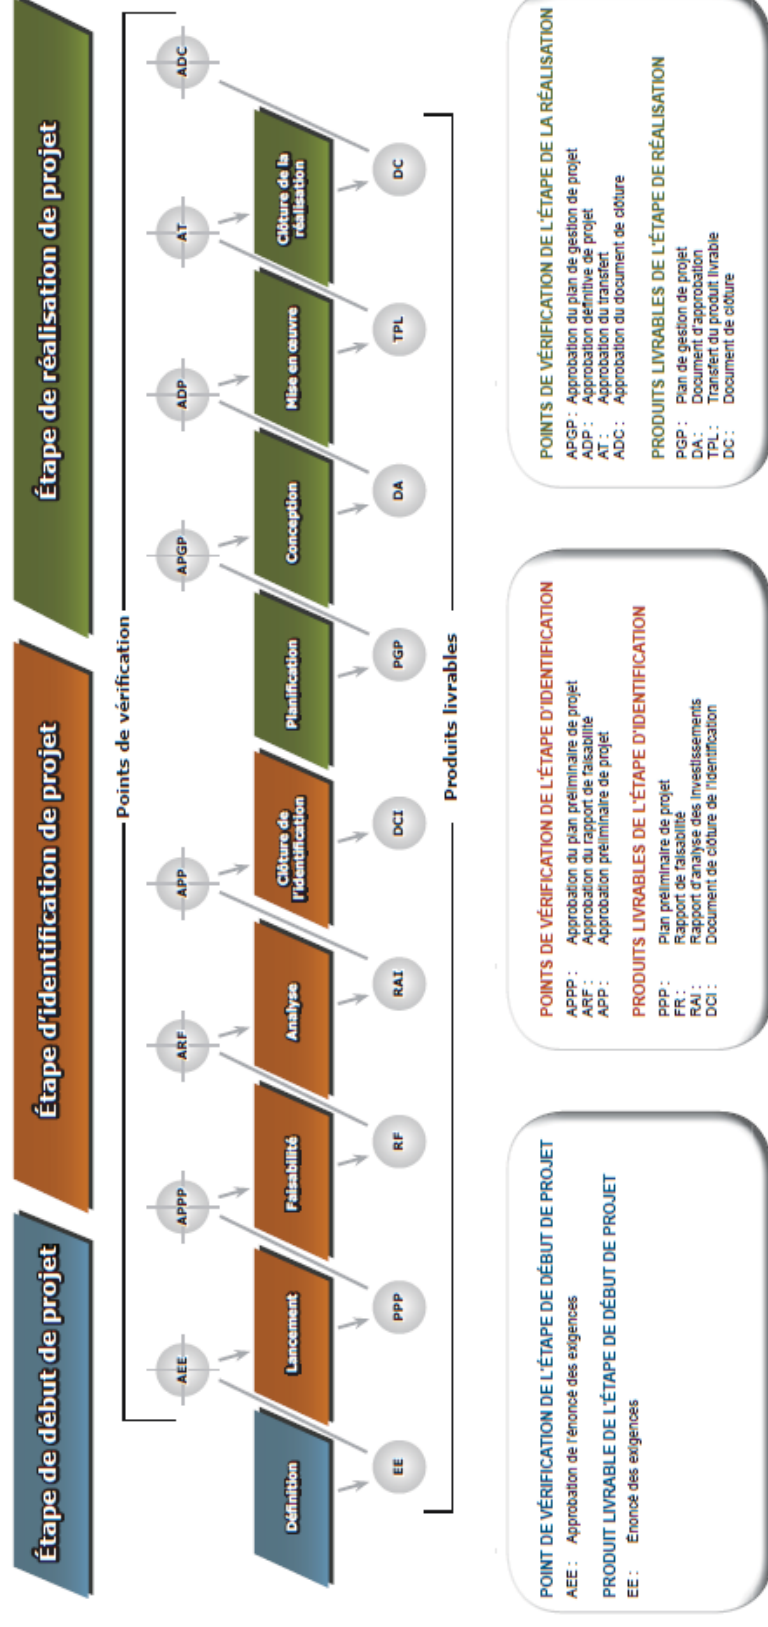 Étape de début de projet
Étape d'identification de projet
Étape de réalisation de projet
Points de vérification
AEE
APPP
ARF
APP
APGP
ADP
AT
ADC
Définition
Lancement
Faisabilité
Analyse
Clôture de
l'identification
Planification
Conception
Mise en œuvre
Clôture de la
réalisation
EE
PPP
RF
RAI
DCI
PGP
DA
TPL
DC
Produits livrables
POINT DE VÉRIFICATION DE L'ÉTAPE DE DÉBUT DE PROJET
AEE : Approbation de l'énoncé des exigences
PRODUIT LIVRABLE DE L'ÉTAPE DE DÉBUT DE PROJET
EE : Énoncé des exigences
POINTS DE VÉRIFICATION DE L'ÉTAPE D'IDENTIFICATION
APPP : Approbation du plan préliminaire de projet
ARF : Approbation du rapport de faisabilité
APP : Approbation préliminaire de projet
PRODUITS LIVRABLES DE L'ÉTAPE D'IDENTIFICATION
PPP : Plan préliminaire de projet
FR : Rapport de faisabilité
RAI : Rapport d'analyse des investissements
DCI : Document de clôture de l'identification
POINTS DE VÉRIFICATION DE L'ÉTAPE DE LA RÉALISATION
APGP : Approbation du plan de gestion de projet
ADP : Approbation définitive de projet
AT : Approbation du transfert
ADC : Approbation du document de clôture
PRODUITS LIVRABLES DE L'ÉTAPE DE RÉALISATION
PGP : Plan de gestion de projet
DA : Document d'approbation
TPL : Transfert du produit livrable
DC : Document de clôture